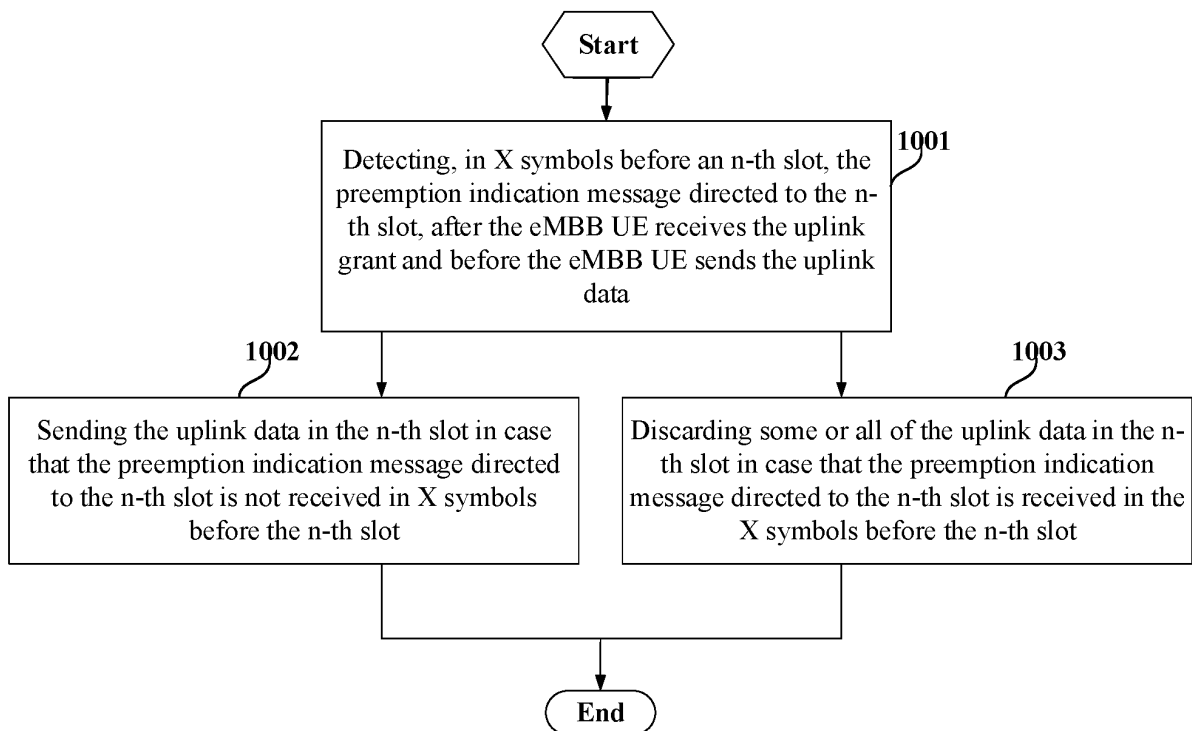 Start
1001
Detecting, in X symbols before an n-th slot, the
preemption indication message directed to the n-
th slot, after the eMBB UE receives the uplink
grant and before the eMBB UE sends the uplink
data
1002
Sending the uplink data in the n-th slot in case
that the preemption indication message directed
to the n-th slot is not received in X symbols
before the n-th slot
1003
Discarding some or all of the uplink data in the n-
th slot in case that the preemption indication
message directed to the n-th slot is received in the
X symbols before the n-th slot
End